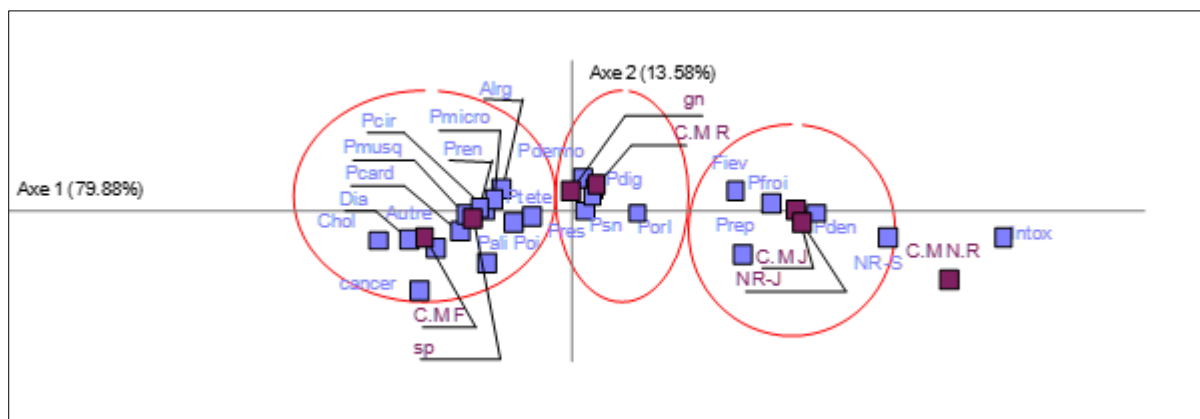 Axe 2 (13.58%)
Alrg
gn
Pcir
Pmicro
C.M R
Pmusq
Pren
Pdermo
Pcard
Ptete
Pdig
Fiev
Pfroi
Axe 1 (79.88%)
Dia
Chol
Autre
Pali
Poi
Pres
Psn
Porl
Prep
Pden
cancer
C.M J
NR-J
NR-S
C.M N.R
Intox
C.M F
sp